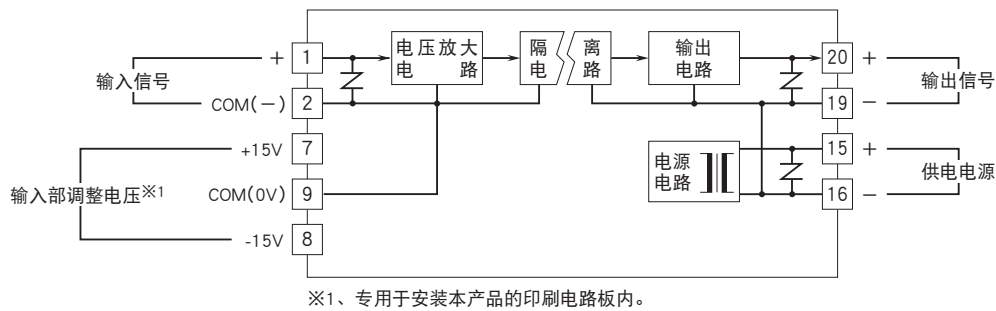 输入信号
+
1
COM(－)
2
+15V
7
输入部调整电压※1
COM(0V)
9
-15V
8
电压放大
电路
隔离
电路
输出
电路
电源
电路
20
+
19
－
输出信号
15
+
16
－
供电电源
※1、专用于安装本产品的印刷电路板内。